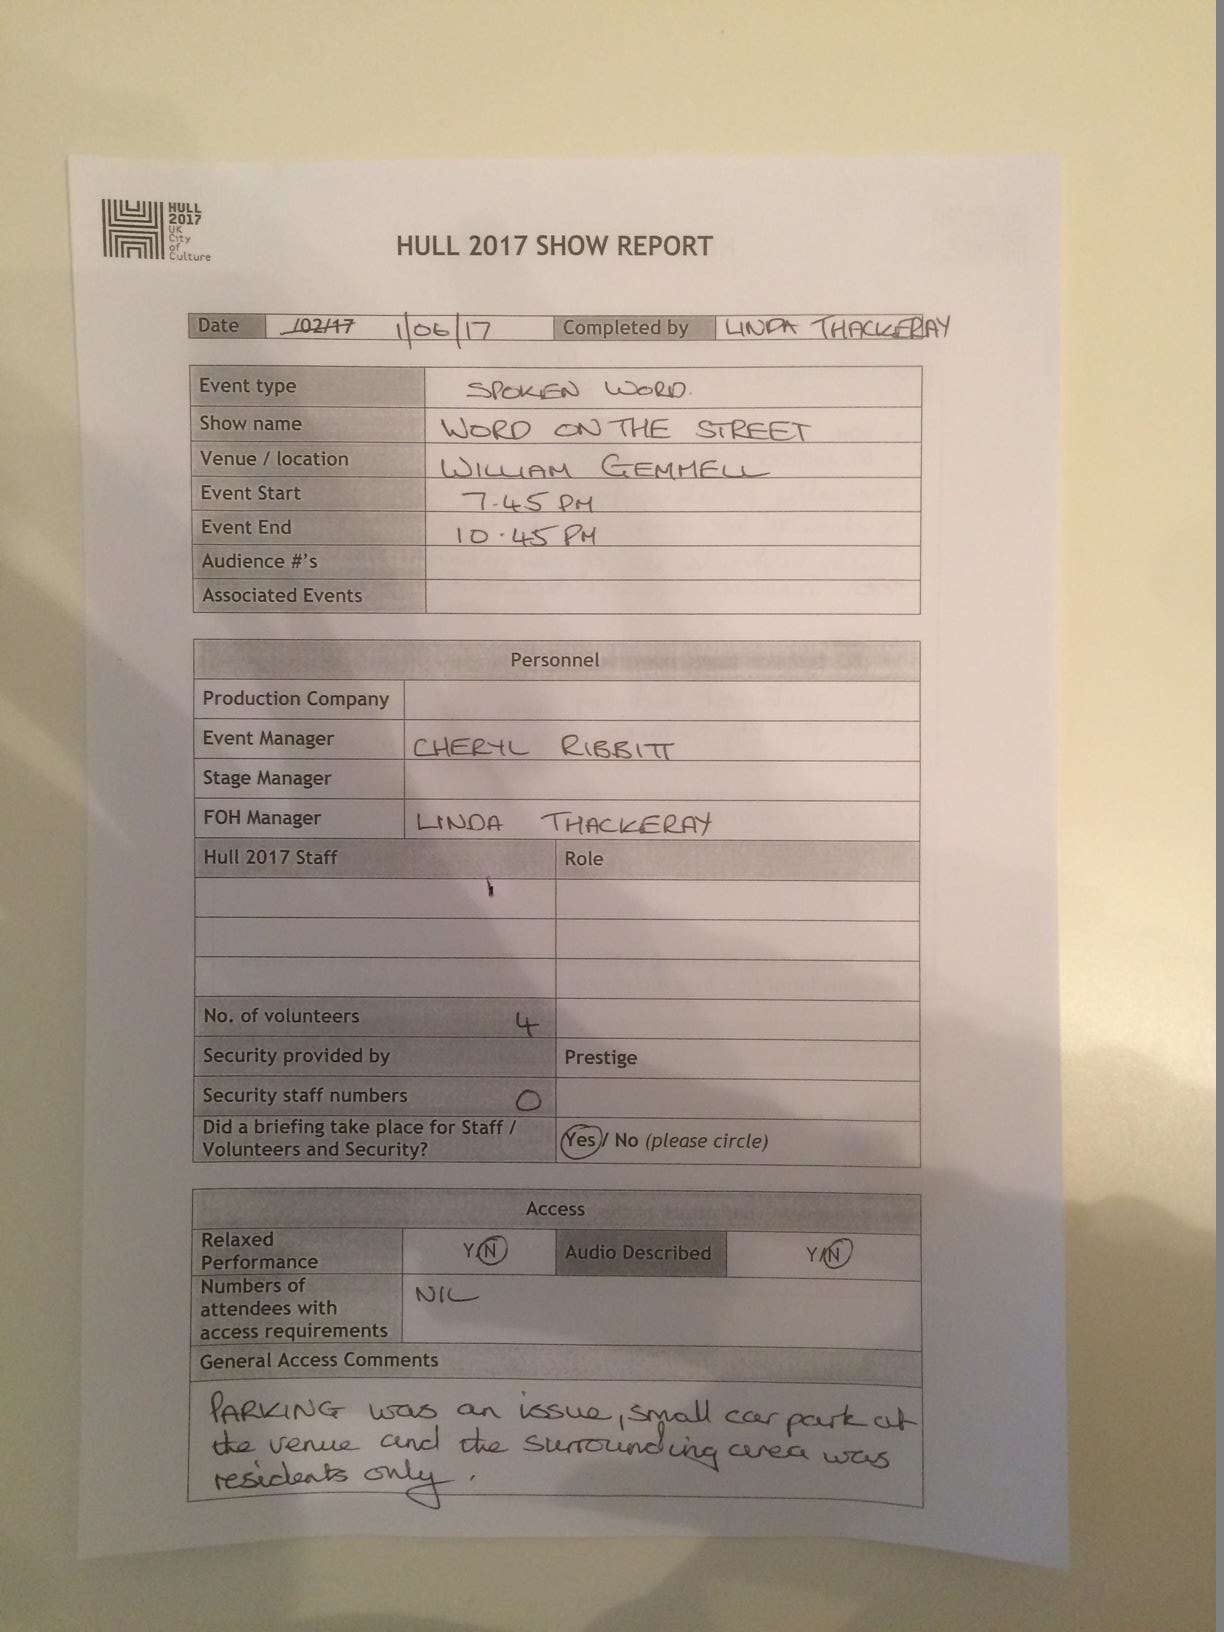 HULL
2017
UK
City
of
Culture
HULL 2017 SHOW REPORT
Date /02/17 1/06/17 Completed by LINDA THACKERAY
Event type SPOKEN WORD.
Show name WORD ON THE STREET
Venue / location WILLIAM GEMMELL
Event Start 7.45 PM
Event End 10.45 PM
Audience #'s
Associated Events
Personnel
Production Company
Event Manager CHERYL RIBBITT
Stage Manager
FOH Manager LINDA THACKERAY
Hull 2017 Staff Role
No. of volunteers 4
Security provided by Prestige
Security staff numbers 0
Did a briefing take place for Staff / Yes / No (please circle)
Volunteers and Security?
Access
Relaxed Y/N Audio Described Y/N
Performance
Numbers of NIL
attendees with
access requirements
General Access Comments
PARKING was an issue, small car park at
the venue and the surrounding area was
residents only.